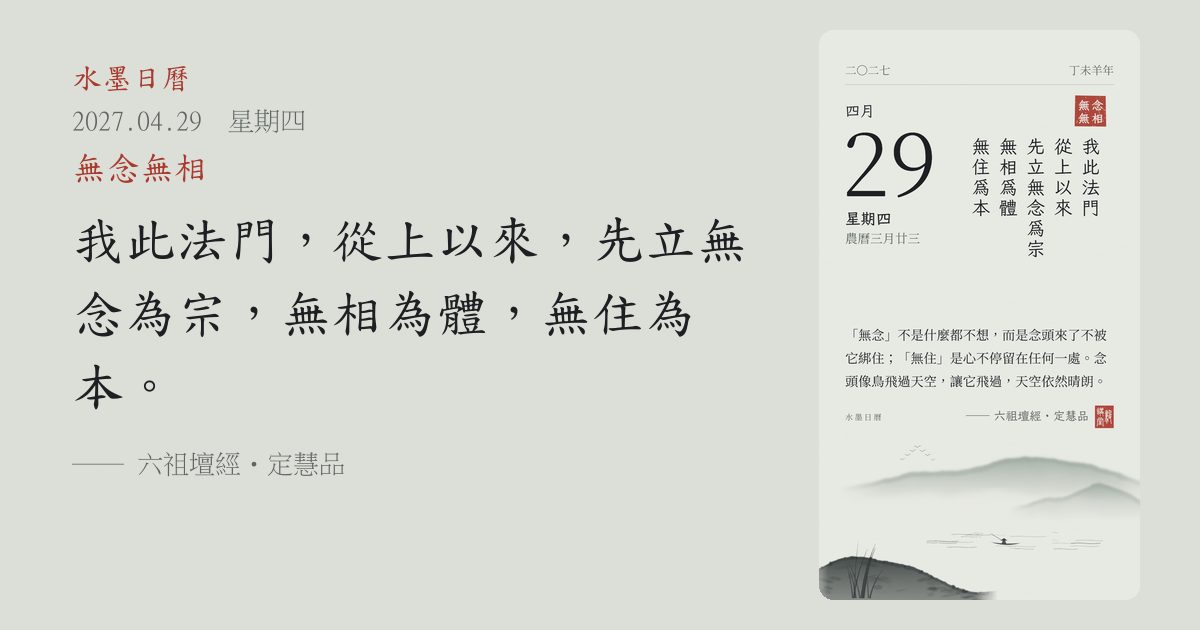 水墨日曆
2027.04.29 星期四
無念無相
我此法門，從上以來，先立無
念為宗，無相為體，無住為
本。
—— 六祖壇經・定慧品
二〇二七
丁未羊年
四月
29
星期四
農曆三月廿三
無念
無相
我此法門
從上以來
先立無念爲宗
無相爲體
無住爲本
「無念」不是什麼都不想，而是念頭來了不被
它綁住；「無住」是心不停留在任何一處。念
頭像鳥飛過天空，讓它飛過，天空依然晴朗。
水墨日曆
—— 六祖壇經・定慧品